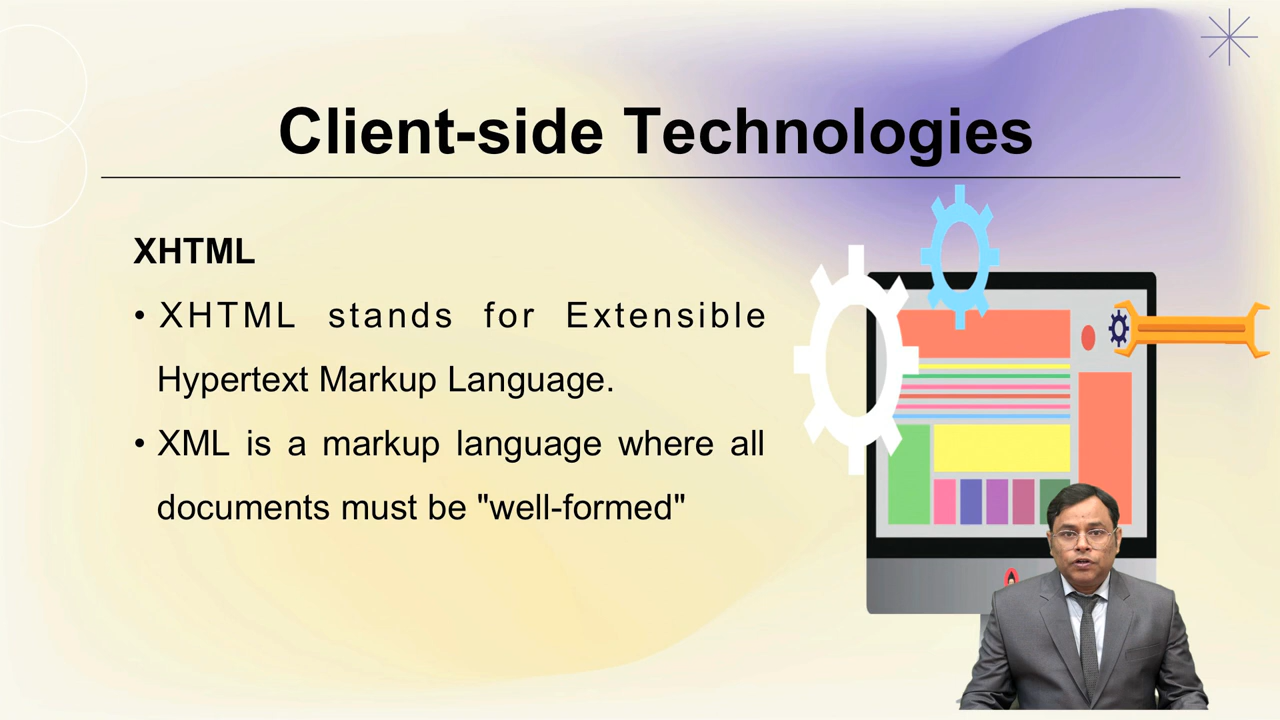 Client-side Technologies
XHTML
• XHTML stands for Extensible
Hypertext Markup Language.
• XML is a markup language where all
documents must be "well-formed"